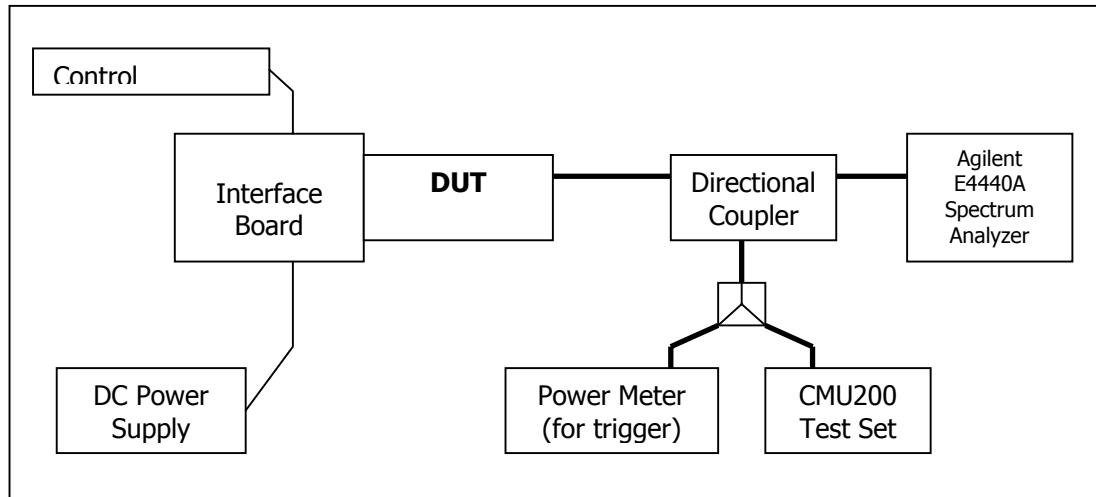 Control
Interface
Board
DUT
Directional
Coupler
Agilent
E4440A
Spectrum
Analyzer
DC Power
Supply
Power Meter
(for trigger)
CMU200
Test Set